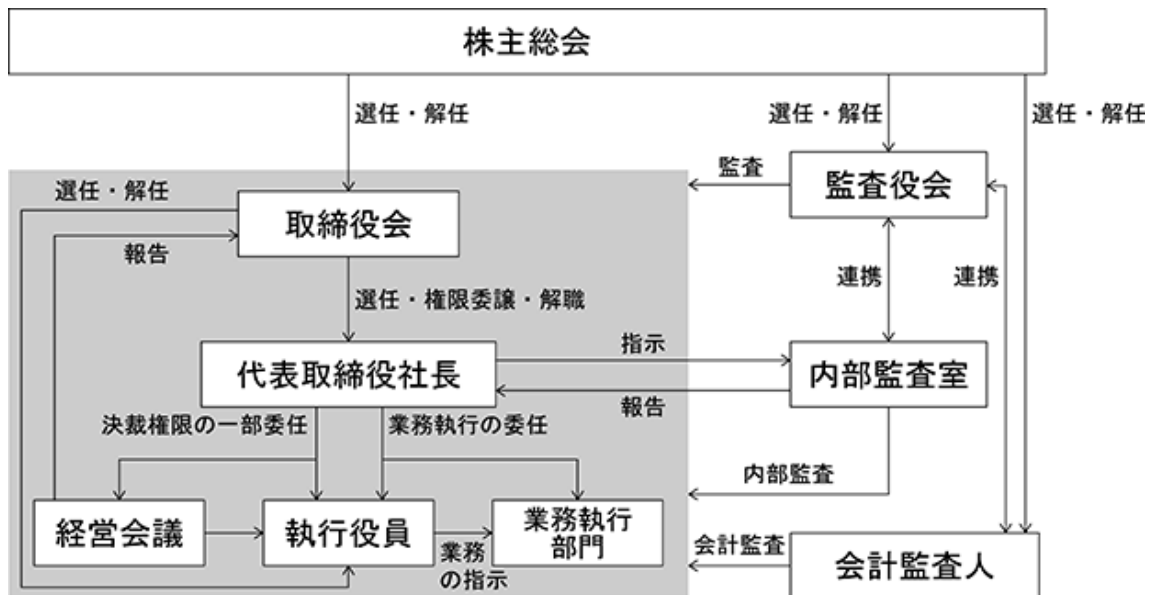 株主総会
選任・解任
選任・解任
選任・解任
監査
監査役会
選任・解任
取締役会
報告
連携
連携
選任・権限委譲・解職
指示
代表取締役社長
内部監査室
報告
決裁権限の一部委任
業務執行の委任
内部監査
経営会議
執行役員
業務執行
部門
業務
の指示
会計監査
会計監査人